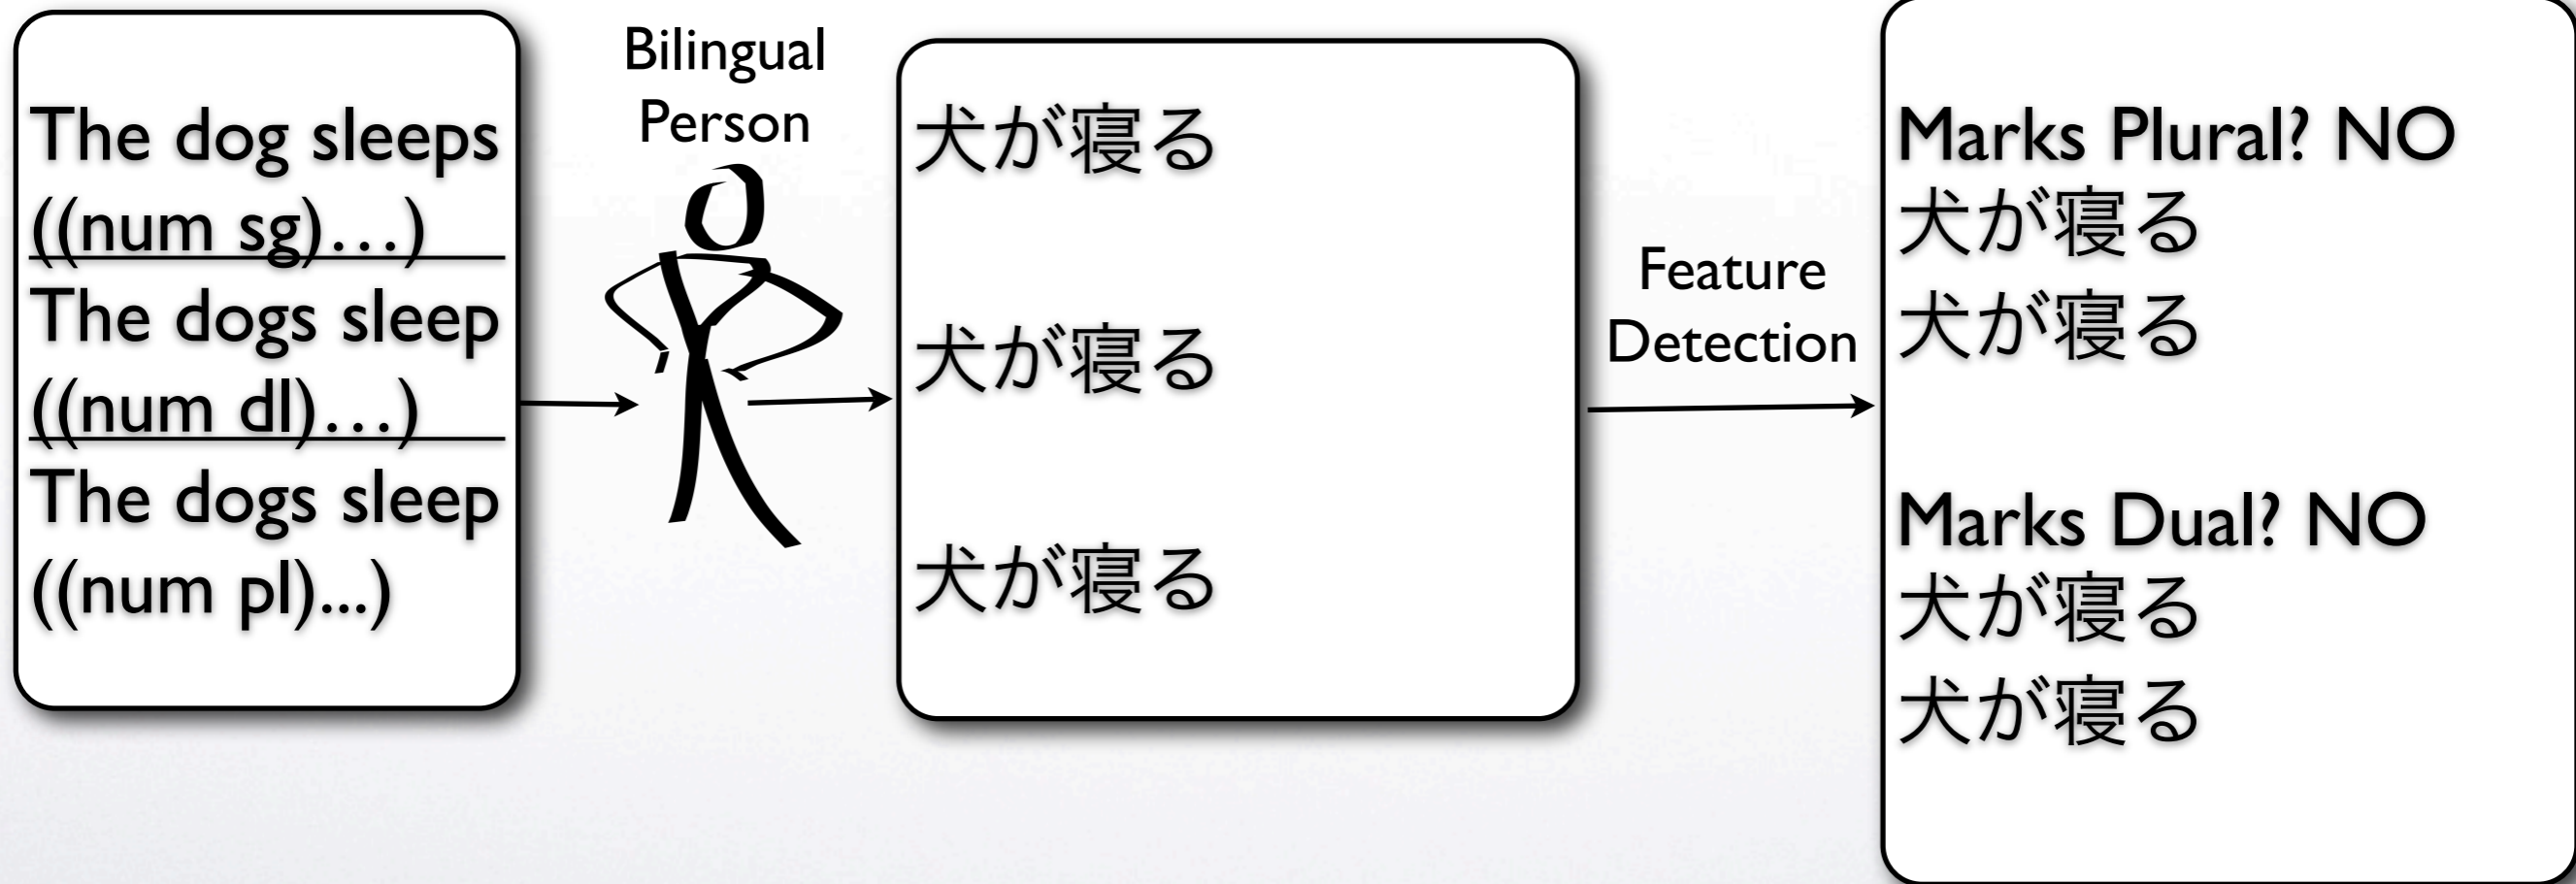 The dog sleeps
((num sg)…)
The dogs sleep
((num dl)…)
The dogs sleep
((num pl)...)
Bilingual
Person
犬が寝る
犬が寝る
犬が寝る
Feature
Detection
Marks Plural? NO
犬が寝る
犬が寝る
Marks Dual? NO
犬が寝る
犬が寝る